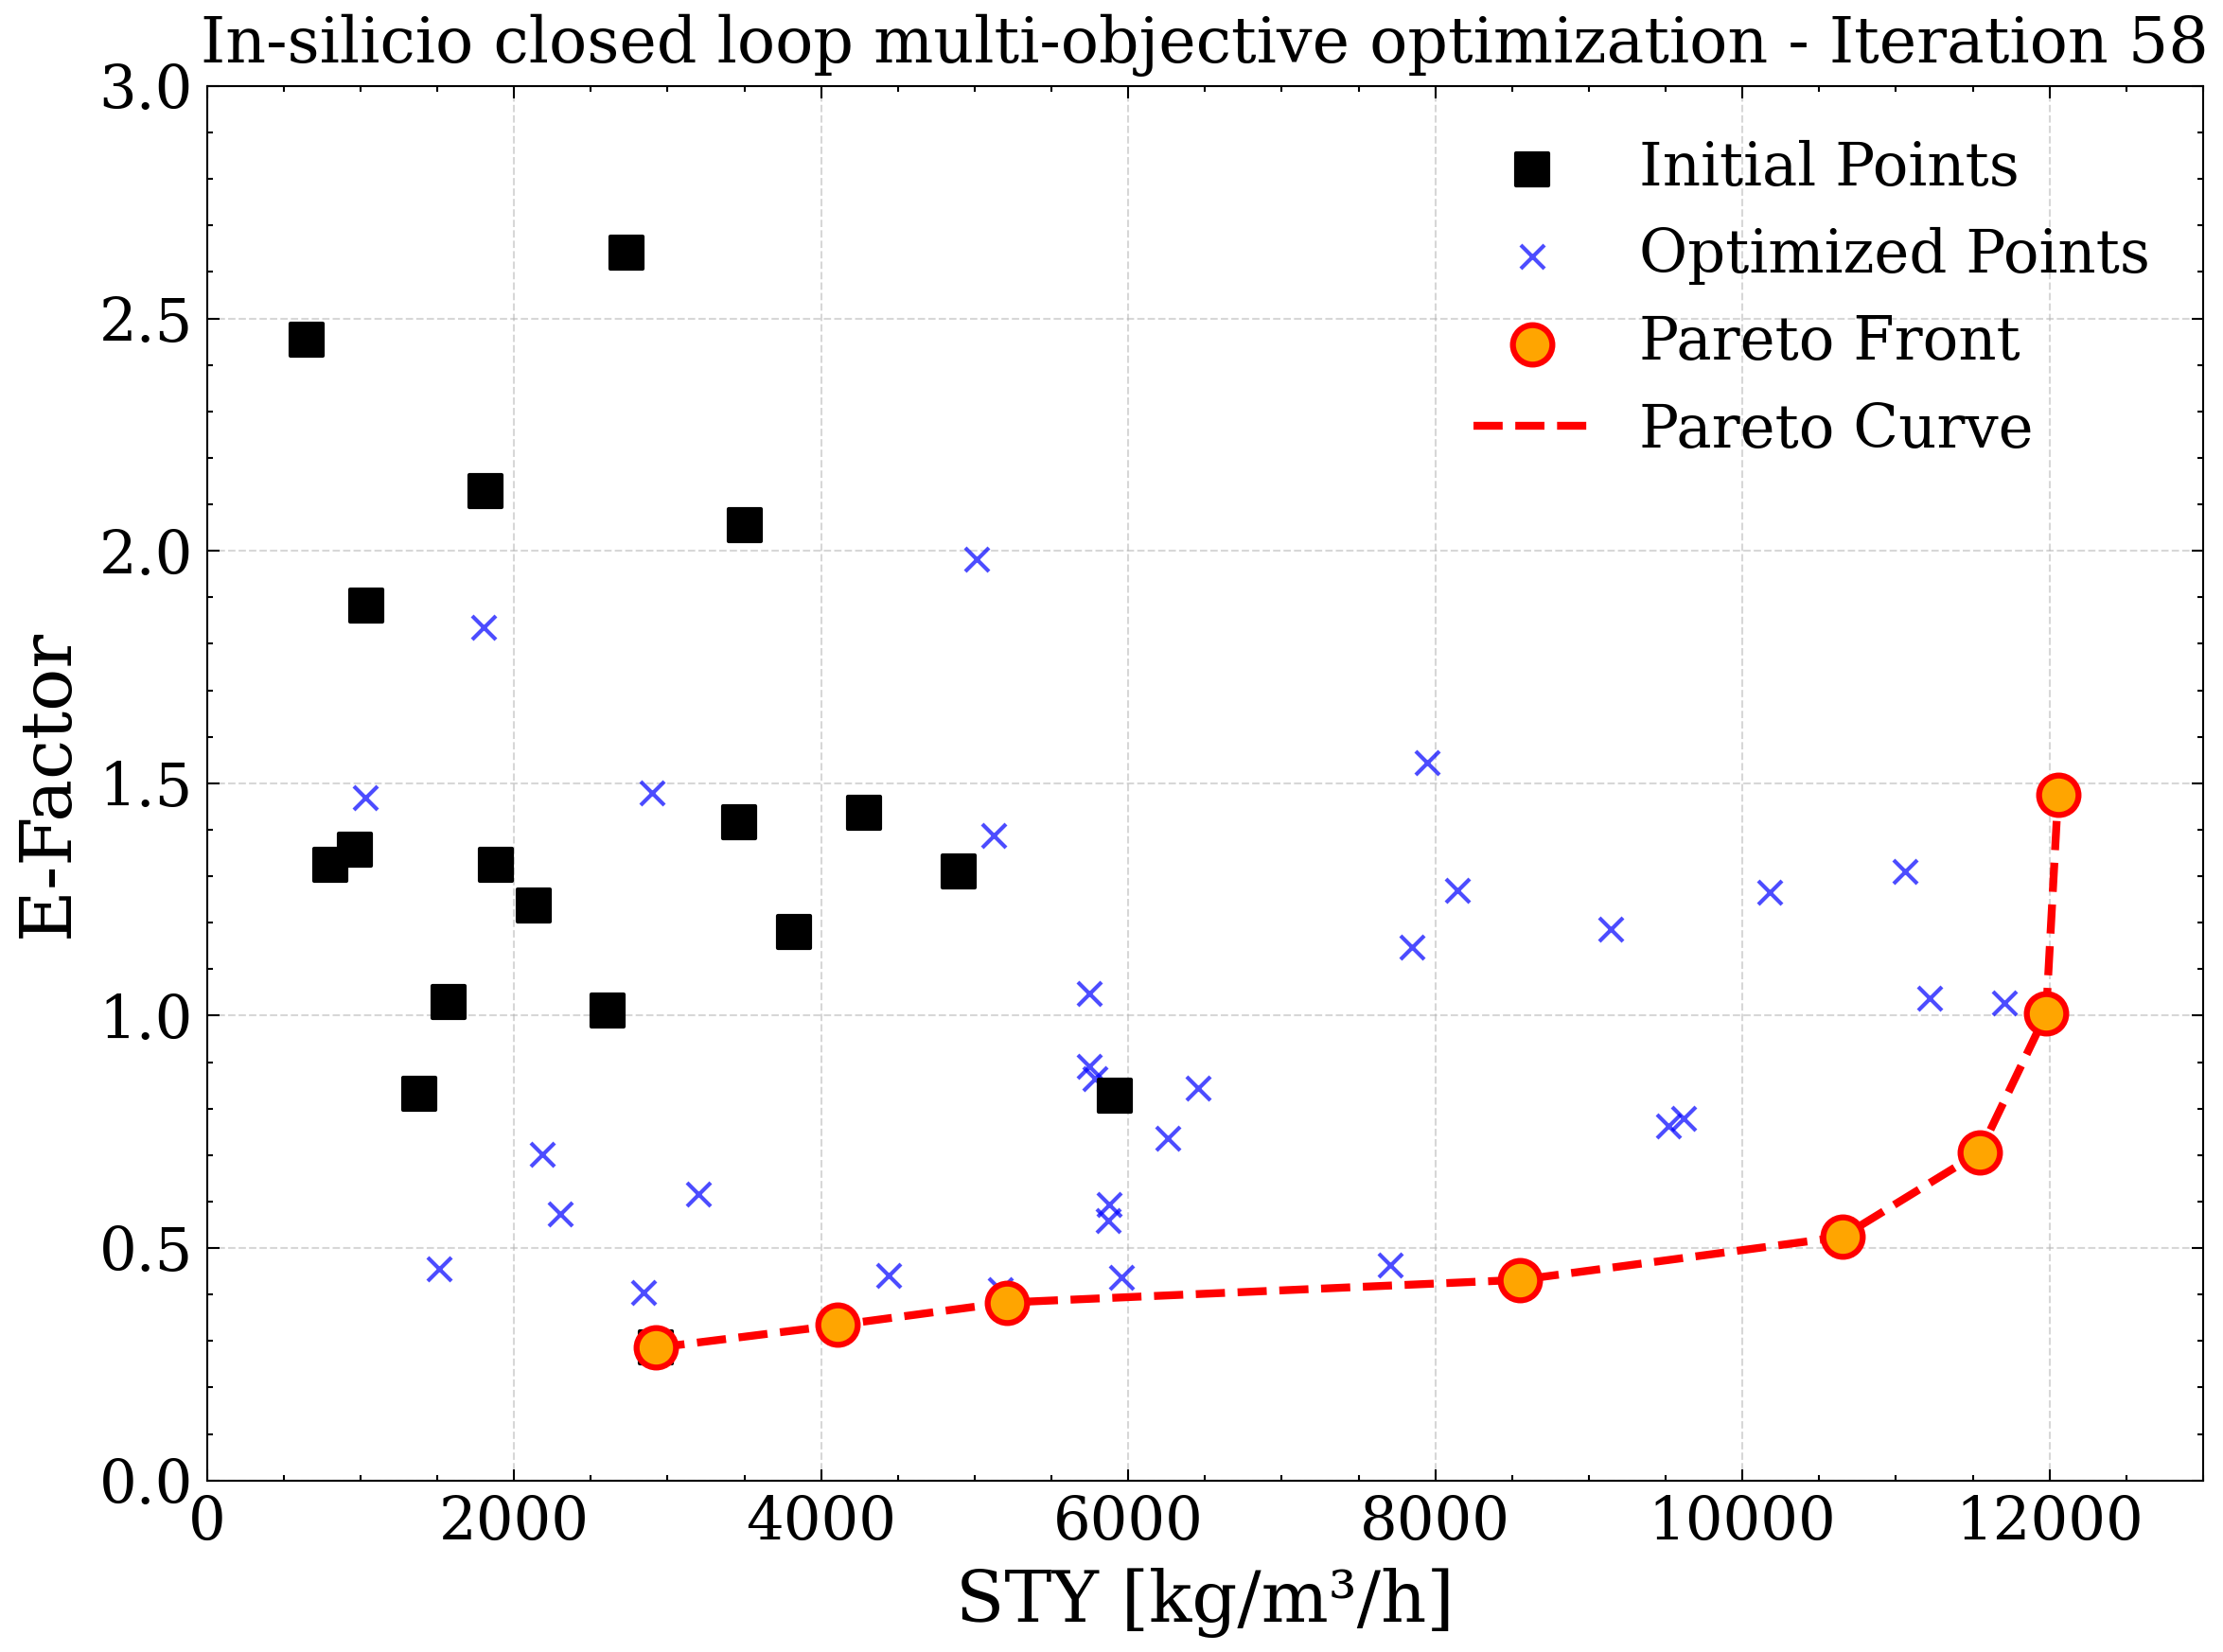 In-silicio closed loop multi-objective optimization - Iteration 58
3.0
2.5
2.0
1.5
1.0
0.5
0.0
E-Factor
Initial Points
Optimized Points
Pareto Front
Pareto Curve
0 2000 4000 6000 8000 10000 12000
STY [kg/m³/h]